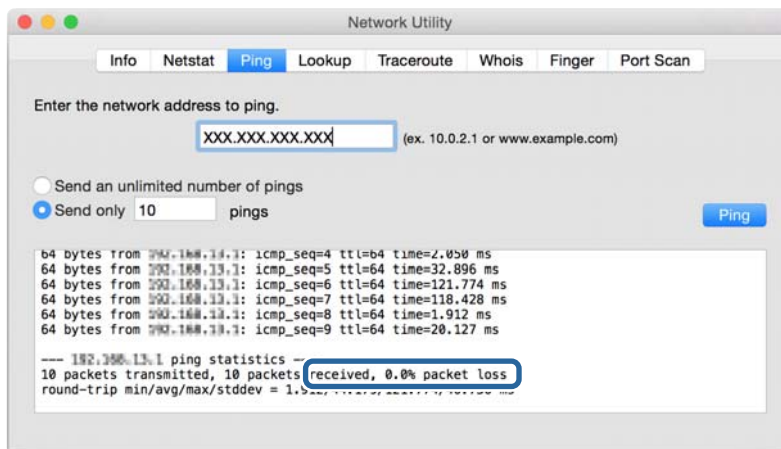 Network Utility
Info Netstat Ping Lookup Traceroute Whois Finger Port Scan
Enter the network address to ping.
XXX.XXX.XXX.XXX (ex. 10.0.2.1 or www.example.com)
Send an unlimited number of pings
Send only 10 pings
Ping
64 bytes from icmp_seq=4 ttl=64 time=2.050 ms
64 bytes from icmp_seq=5 ttl=64 time=32.896 ms
64 bytes from icmp_seq=6 ttl=64 time=121.774 ms
64 bytes from icmp_seq=7 ttl=64 time=118.428 ms
64 bytes from icmp_seq=8 ttl=64 time=1.912 ms
64 bytes from icmp_seq=9 ttl=64 time=20.127 ms
--- ping statistics
10 packets transmitted, 10 packets received, 0.0% packet loss
round-trip min/avg/max/stddev = ms